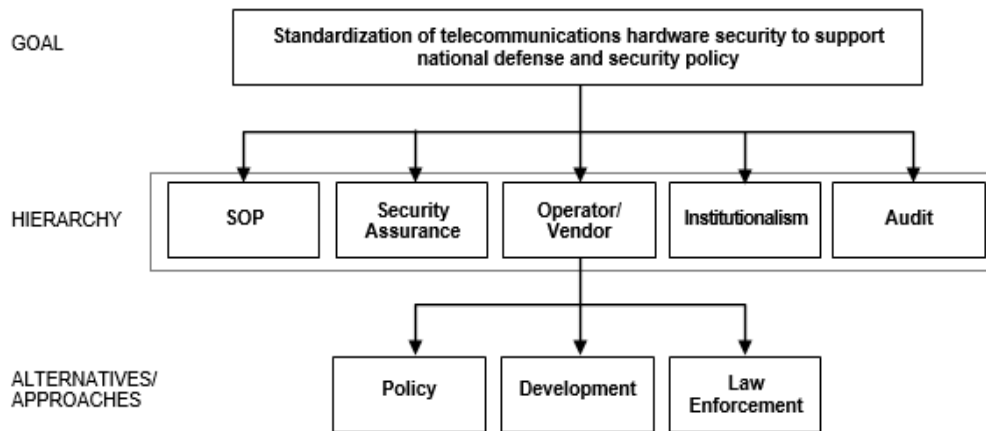 GOAL
Standardization of telecommunications hardware security to support
national defense and security policy
HIERARCHY
SOP
Security
Assurance
Operator/
Vendor
Institutionalism
Audit
ALTERNATIVES/
APPROACHES
Policy
Development
Law
Enforcement